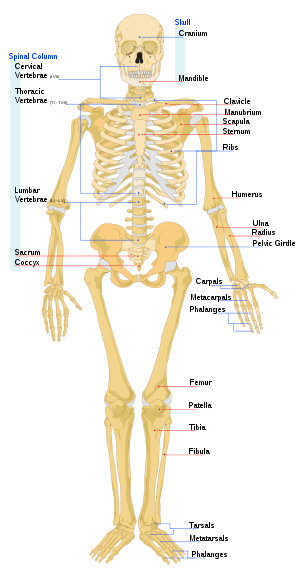 Skull
Cranium
Mandible
Spinal Column
Cervical
Vertebrae
Thoracic
Vertebrae
Lumbar
Vertebrae
Sacrum
Coccyx
Clavicle
Manubrium
Scapula
Sternum
Ribs
Humerus
Ulna
Radius
Pelvic Girdle
Carpals
Metacarpals
Phalanges
Femur
Patella
Tibia
Fibula
Tarsals
Metatarsals
Phalanges